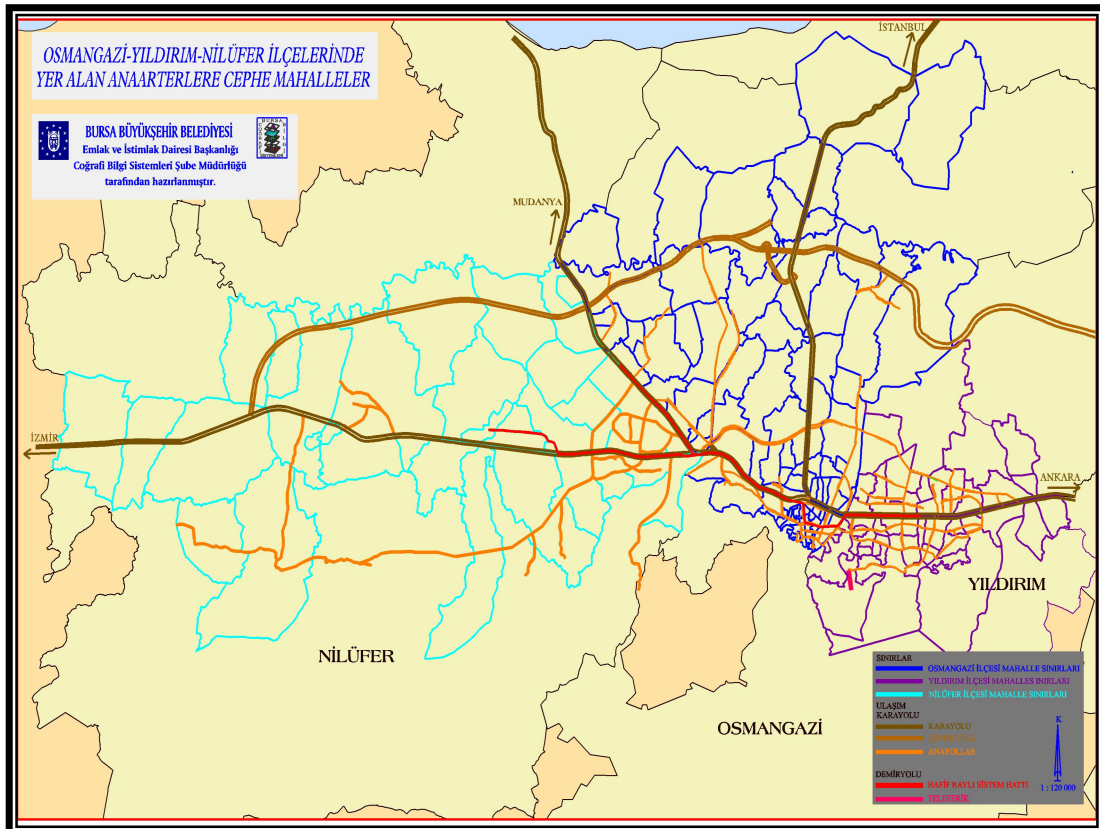 OSMANGAZİ-YILDIRIM-NİLÜFER İLÇELERİNDE
YER ALAN ANAARTERLERE CEPHE MAHALLELER
BURSA BÜYÜKŞEHİR BELEDİYESİ
Emlak ve İstimlak Dairesi Başkanlığı
Coğrafi Bilgi Sistemleri Şube Müdürlüğü
tarafından hazırlanmıştır.
İSTANBUL
MUDANYA
İZMİR
ANKARA
YILDIRIM
NİLÜFER
OSMANGAZİ
SINIRLAR
OSMANGAZİ İLÇESİ MAHALLE SINIRLARI
YILDIRIM İLÇESİ MAHALLES INIRLARI
NİLÜFER İLÇESİ MAHALLE SINIRLARI
ULAŞIM
KARAYOLU
KARAYOLU
ANAYOLLAR
DEMİRYOLU
HAFİF RAYLI SİSTEM HATTI
TELEFERİK
K
1 : 120 000